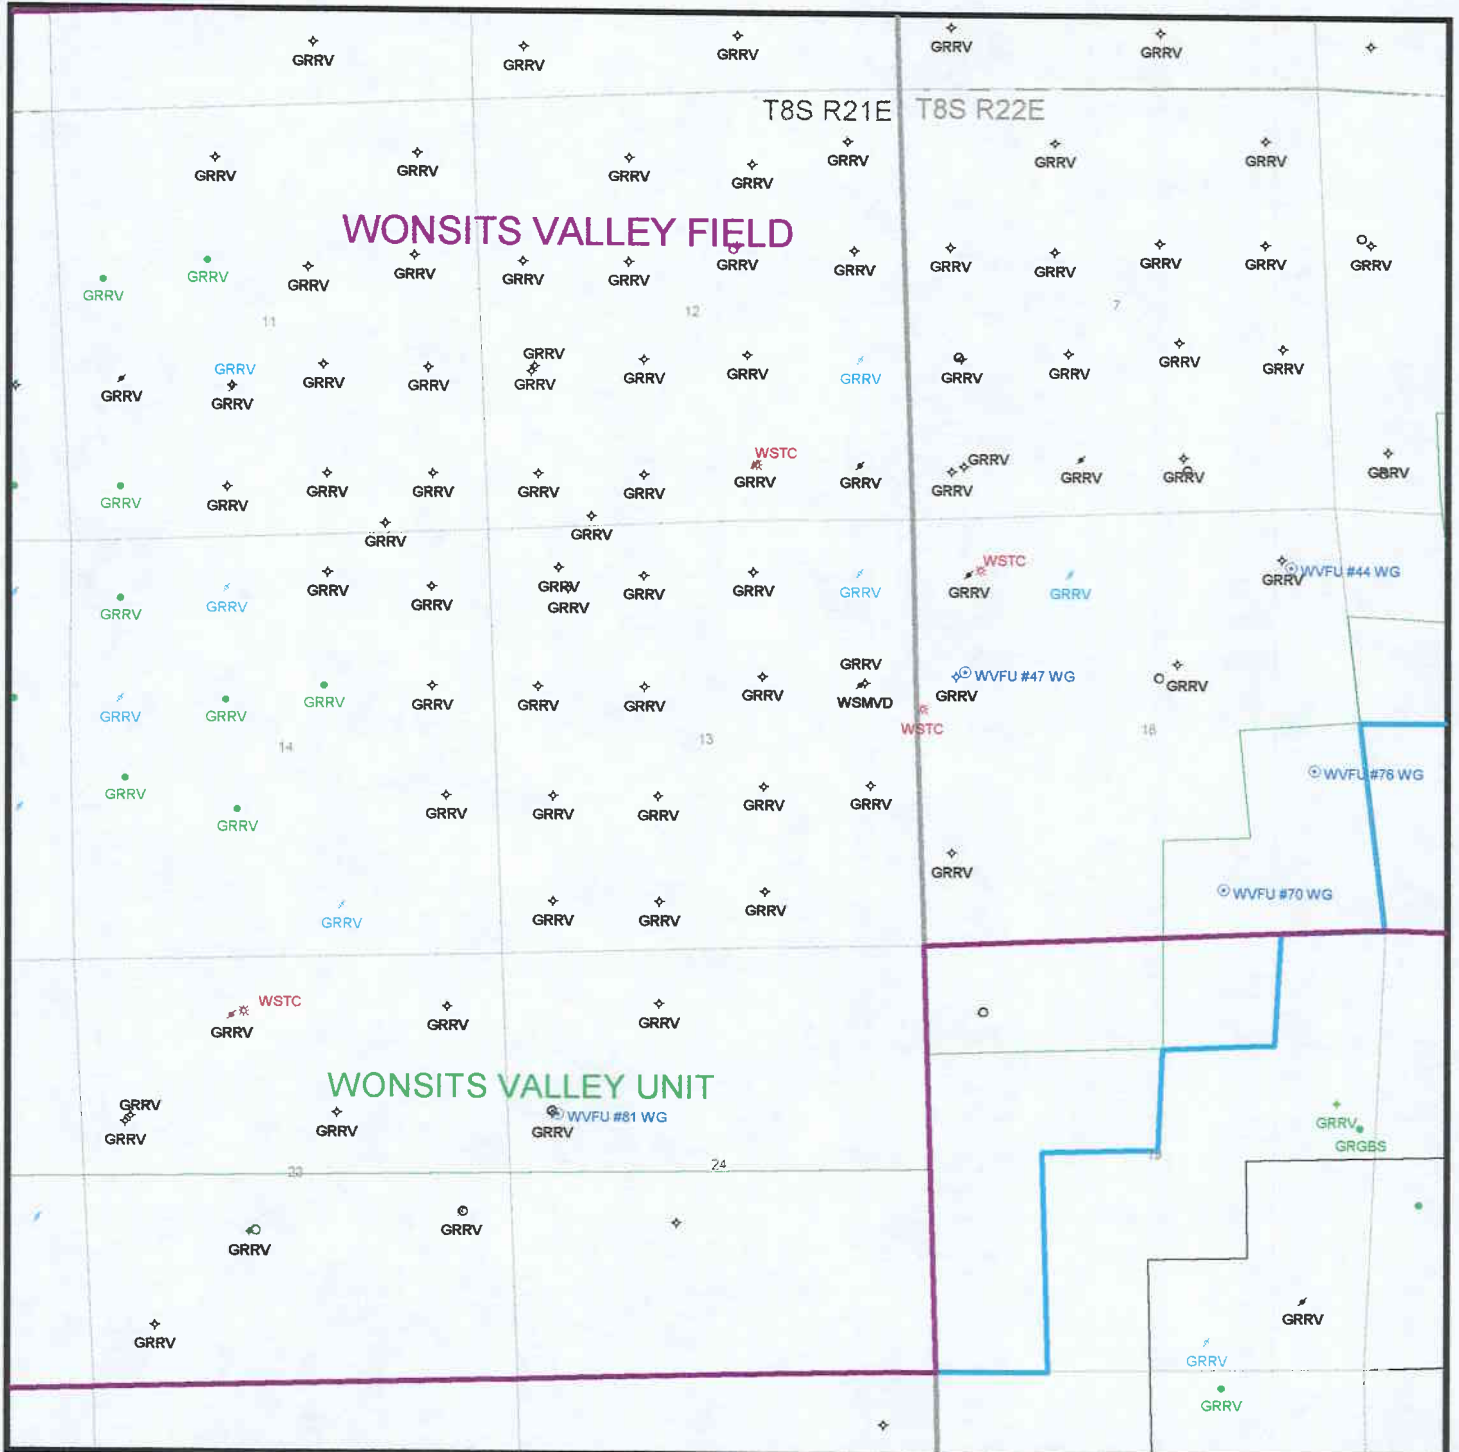 GRRV GRRV GRRV GRRV GRRV
T8S R21E T8S R22E
GRRV GRRV GRRV GRRV GRRV GRRV GRRV
WONSITS VALLEY FIELD
GRRV GRRV GRRV GRRV GRRV GRRV GRRV GRRV GRRV GRRV GRRV GRRV GRRV
11 12 7
GRRV GRRV
GRRV GRRV GRRV GRRV GRRV GRRV GRRV GRRV GRRV GRRV GRRV GRRV
WSTC GRRV
GRRV GRRV GRRV GRRV GRRV GRRV GRRV GRRV GRRV GRRV GRRV GRRV
GRRV GRRV
WSTC WVFU #44 WG
GRRV GRRV GRRV GRRV GRRV GRRV GRRV GRRV GRRV GRRV GRRV GRRV
GRRV WVFU #47 WG
GRRV GRRV GRRV GRRV GRRV GRRV GRRV WSMVD GRRV GRRV
WSTC
14 13 18
WVFU #76 WG
GRRV GRRV GRRV GRRV GRRV GRRV GRRV
GRRV
WVFU #70 WG
GRRV GRRV GRRV GRRV
WSTC
GRRV GRRV GRRV
WONSITS VALLEY UNIT
GRRV WVFU #81 WG GRRV
GRRV GRRV GRRV GRGBS
23 24 19
GRRV GRRV
GRRV GRRV
GRRV
GRRV